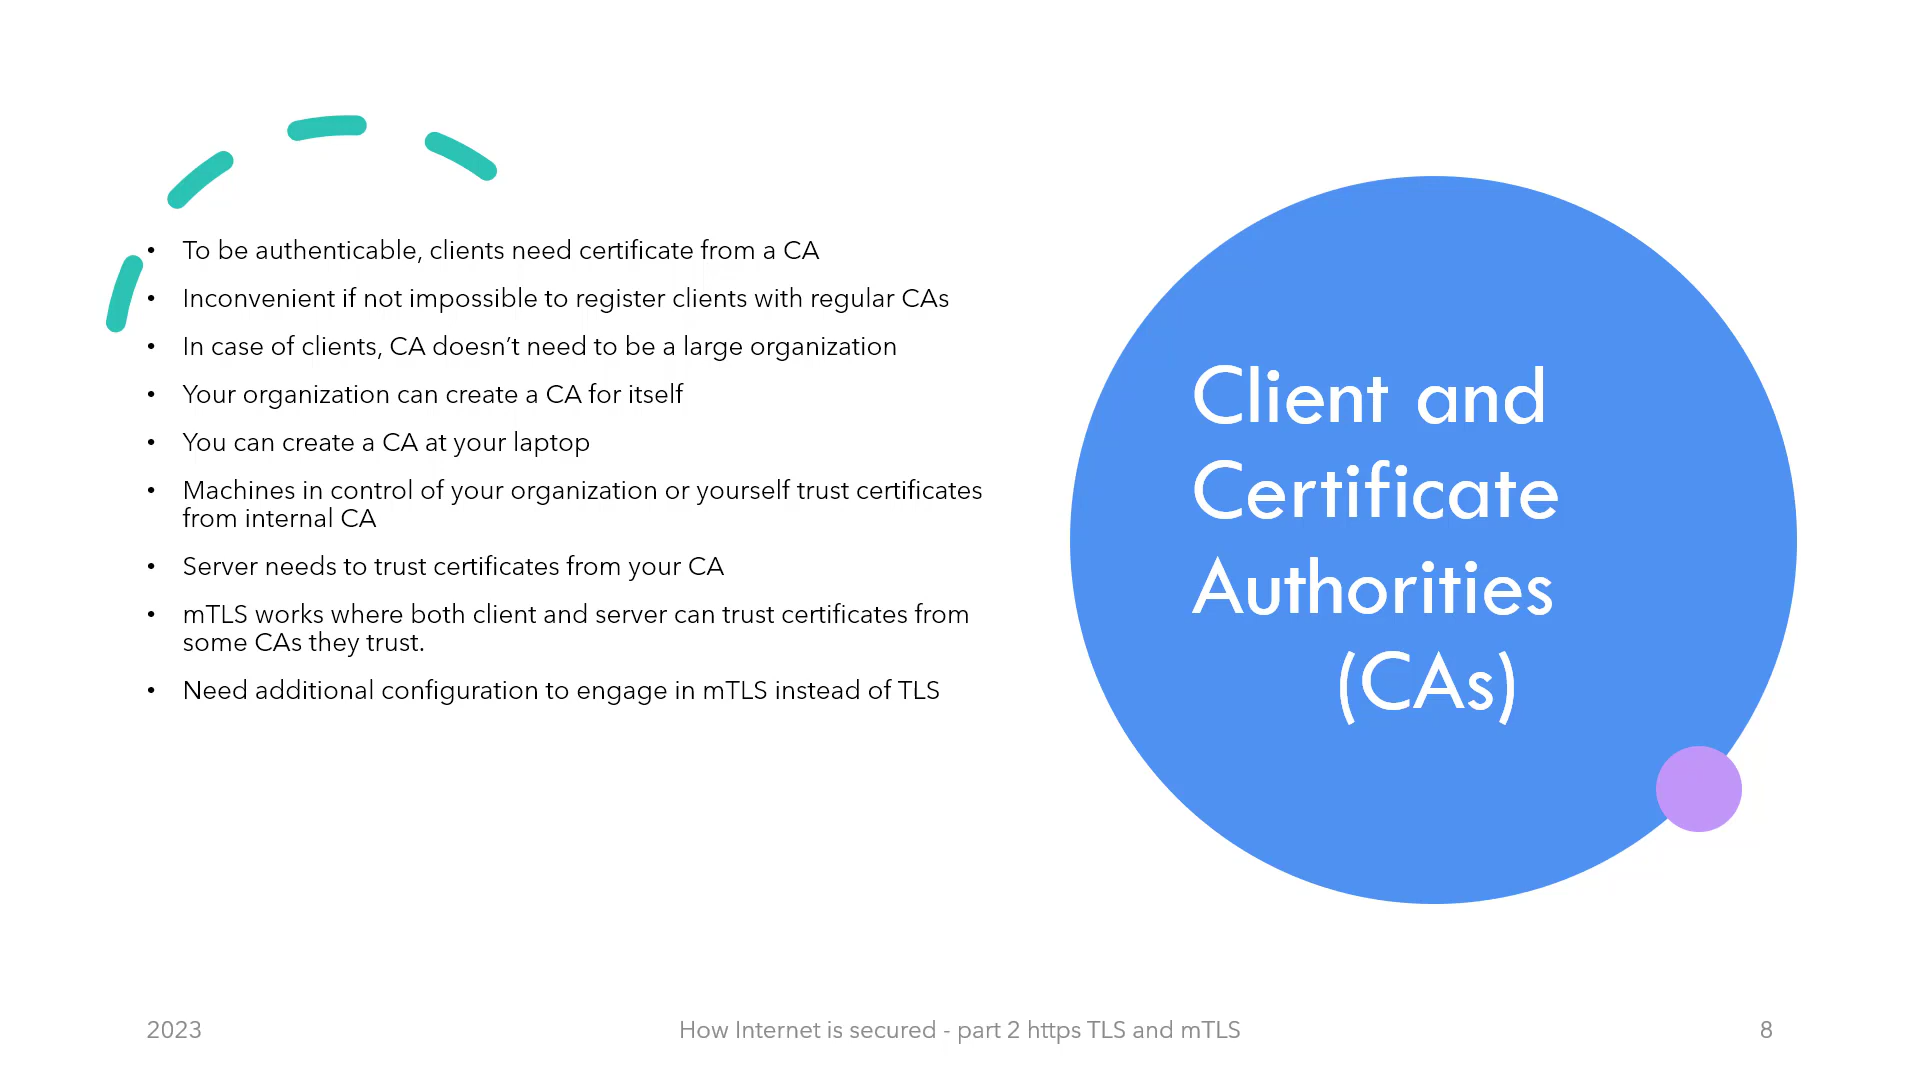 • To be authenticable, clients need certificate from a CA
• Inconvenient if not impossible to register clients with regular CAs
• In case of clients, CA doesn’t need to be a large organization
• Your organization can create a CA for itself
• You can create a CA at your laptop
• Machines in control of your organization or yourself trust certificates
from internal CA
• Server needs to trust certificates from your CA
• mTLS works where both client and server can trust certificates from
some CAs they trust.
• Need additional configuration to engage in mTLS instead of TLS
Client and
Certificate
Authorities
(CAs)
2023
How Internet is secured - part 2 https TLS and mTLS
8